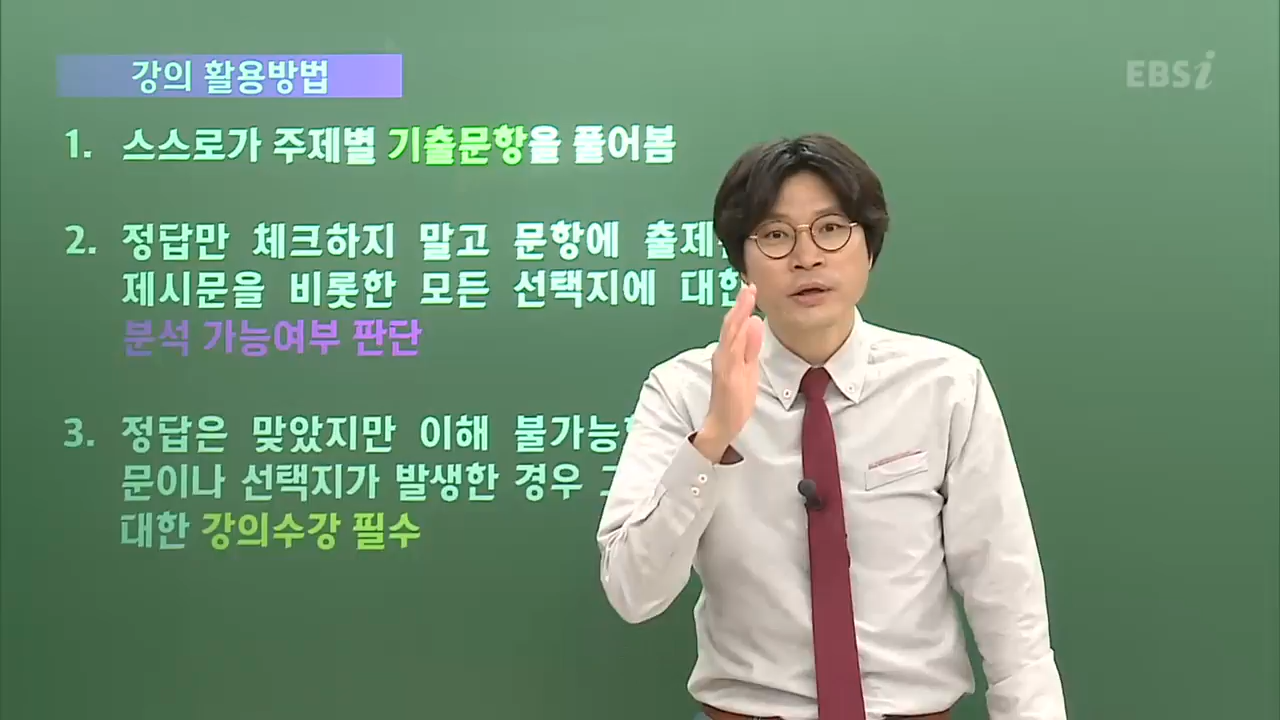 강의 활용방법
EBSi
1. 스스로가 주제별 기출문항을 풀어봄
2. 정답만 체크하지 말고 문항에 출제
제시문을 비롯한 모든 선택지에 대한
분석 가능여부 판단
3. 정답은 맞았지만 이해 불가능
문이나 선택지가 발생한 경우
대한 강의수강 필수